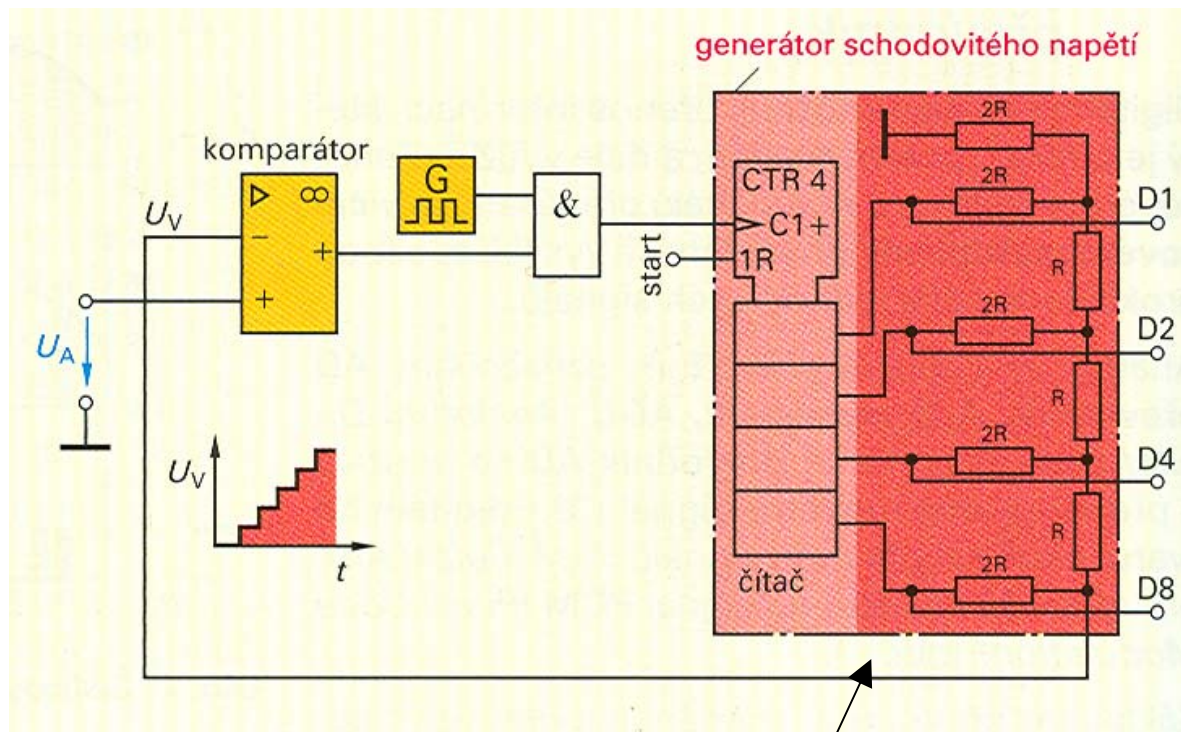 generátor schodovitého napětí
komparátor
U_V
▷ ∞
−
+
+
G
&
start
CTR 4
C1+
1R
čítač
2R
2R
R
2R
R
2R
R
2R
D1
D2
D4
D8
U_A
U_V
t